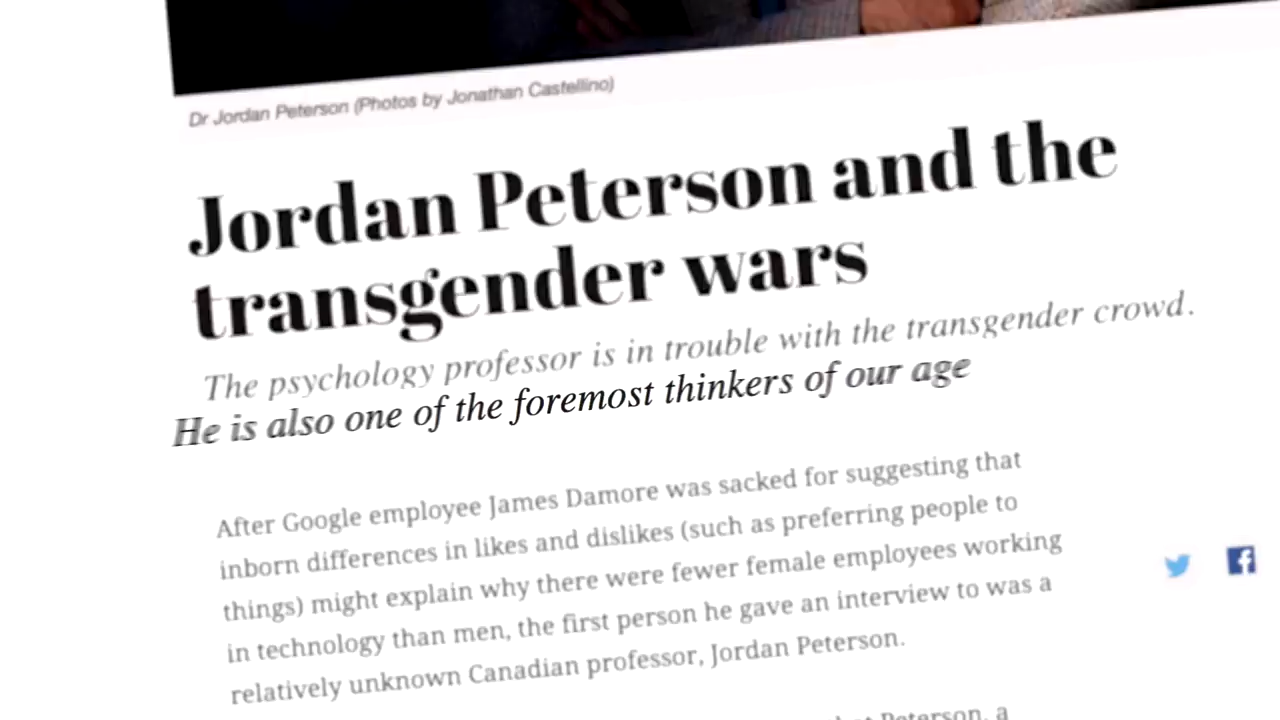 Dr Jordan Peterson (Photos by Jonathan Castellino)
Jordan Peterson and the
transgender wars
The psychology professor is in trouble with the transgender crowd.
He is also one of the foremost thinkers of our age
After Google employee James Damore was sacked for suggesting that
inborn differences in likes and dislikes (such as preferring people to
things) might explain why there were fewer female employees working
in technology than men, the first person he gave an interview to was a
relatively unknown Canadian professor, Jordan Peterson.
Peterson, a